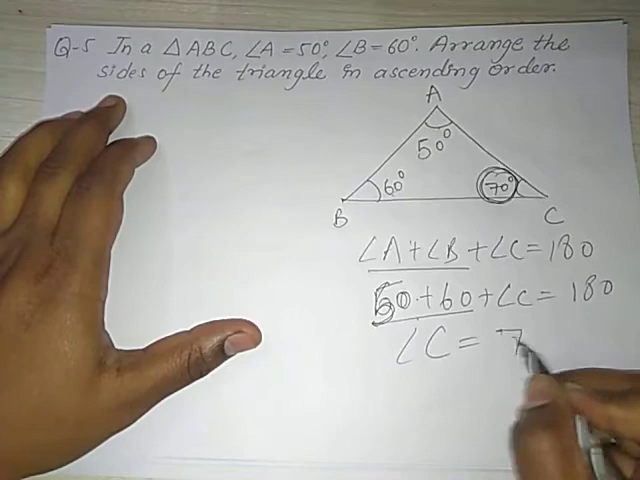 Q-5 In a △ABC, ∠A=50°, ∠B=60°. Arrange the
sides of the triangle in ascending order.
A
50°
60°
70°
B
C
∠A+∠B+∠C=180
50+60+∠C=180
∠C=7